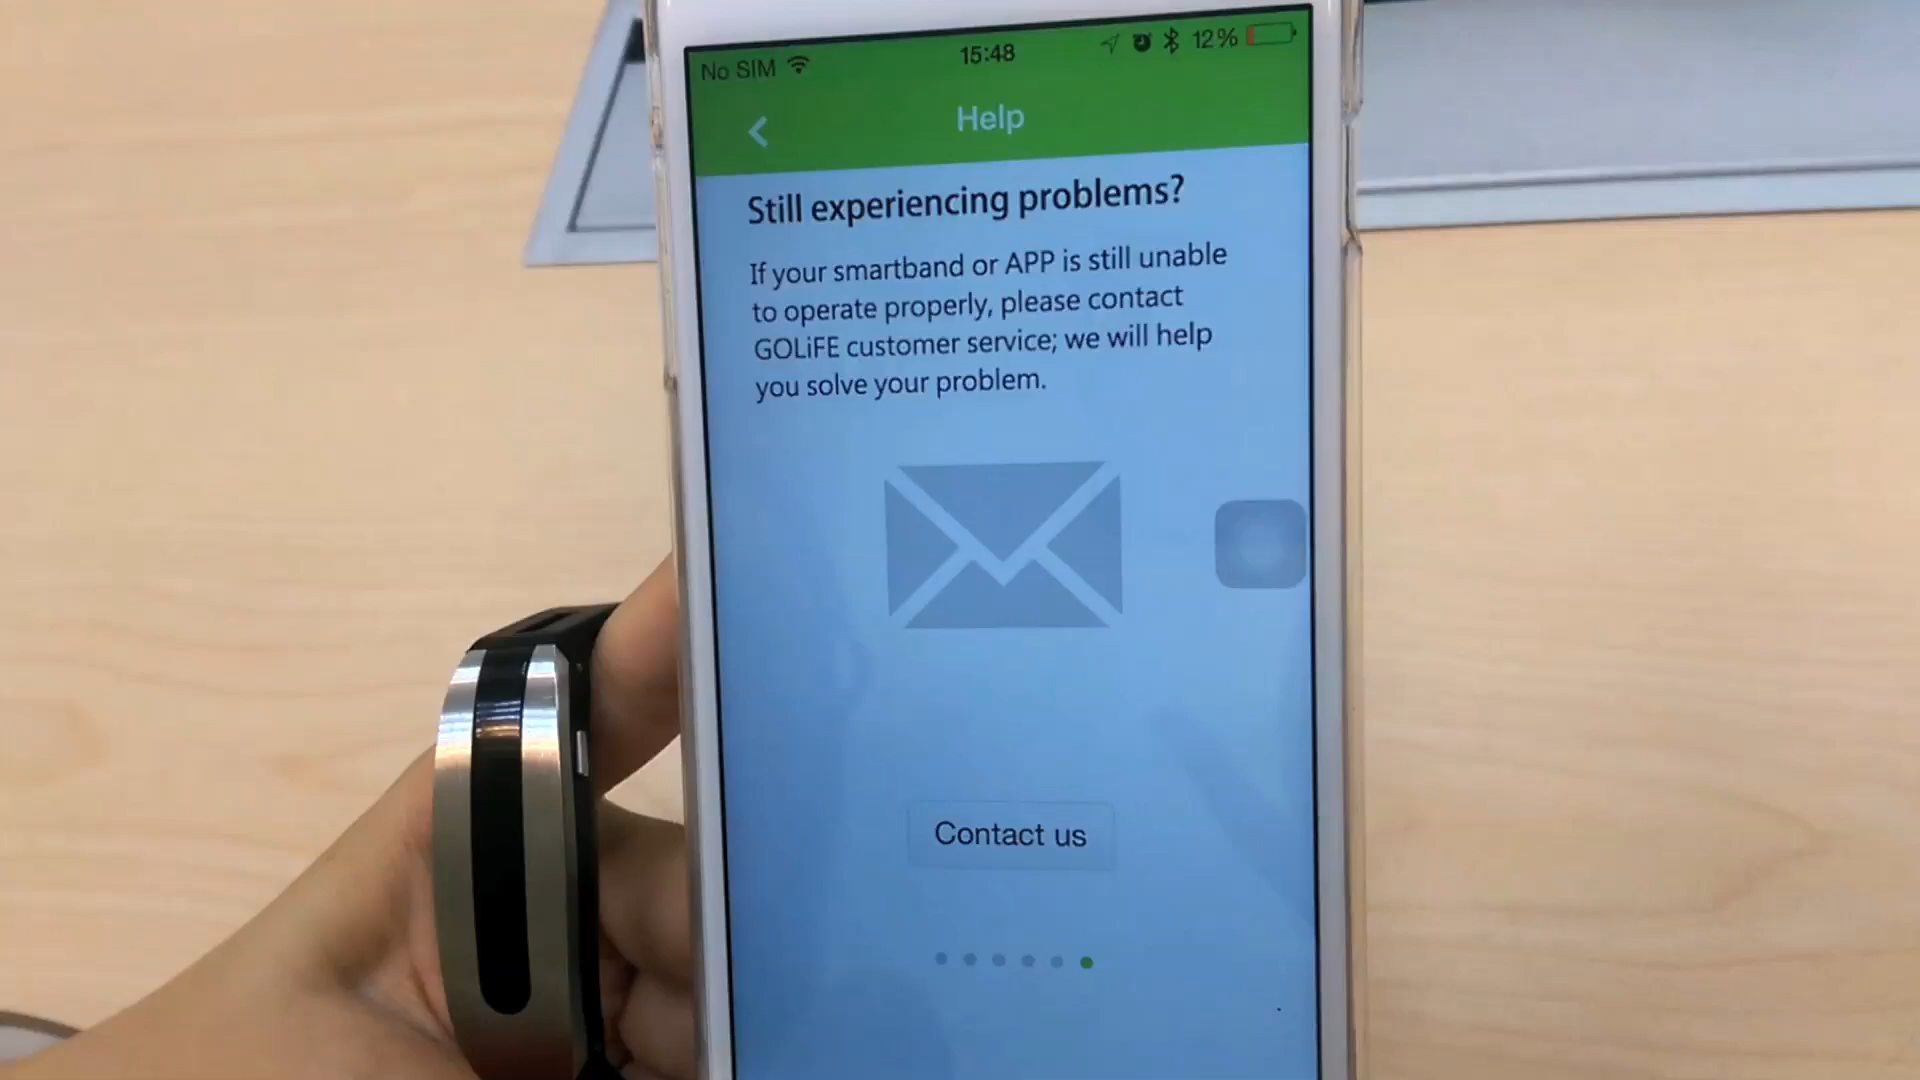 No SIM 15:48 12%
Help
Still experiencing problems?
If your smartband or APP is still unable
to operate properly, please contact
GOLiFE customer service; we will help
you solve your problem.
Contact us